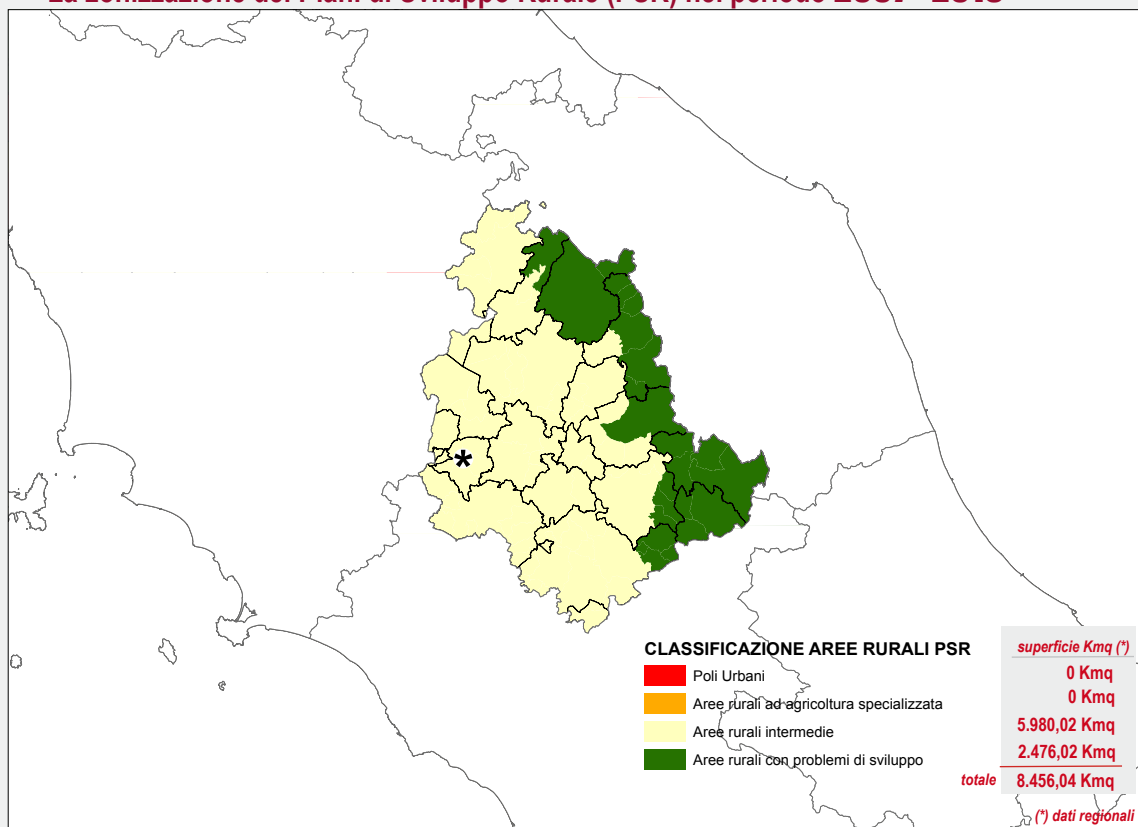 CLASSIFICAZIONE AREE RURALI PSR
superficie Kmq (*)
Poli Urbani
0 Kmq
Aree rurali ad agricoltura specializzata
0 Kmq
Aree rurali intermedie
5.980,02 Kmq
Aree rurali con problemi di sviluppo
2.476,02 Kmq
totale 8.456,04 Kmq
(*) dati regionali
*